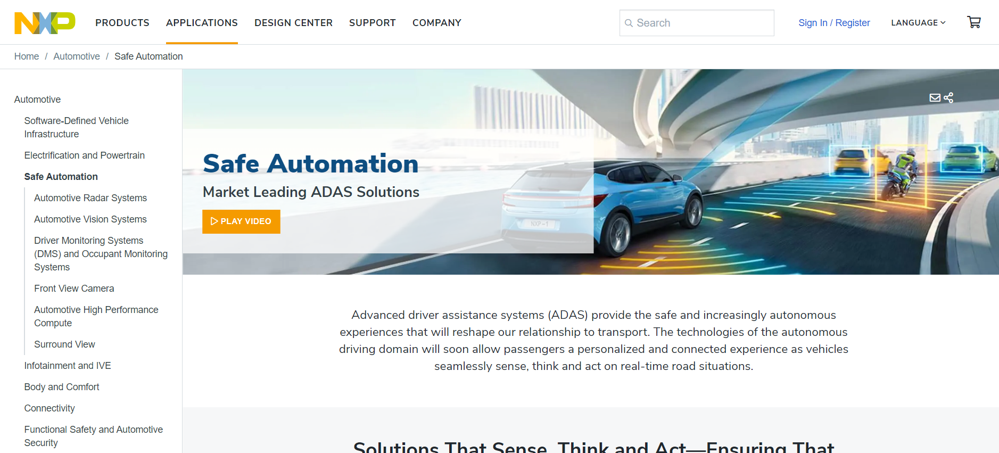 NXP
PRODUCTS
APPLICATIONS
DESIGN CENTER
SUPPORT
COMPANY
Search
Sign In / Register
LANGUAGE
Home / Automotive / Safe Automation
Automotive
Software-Defined Vehicle
Infrastructure
Electrification and Powertrain
Safe Automation
Automotive Radar Systems
Automotive Vision Systems
Driver Monitoring Systems
(DMS) and Occupant Monitoring
Systems
Front View Camera
Automotive High Performance
Compute
Surround View
Infotainment and IVE
Body and Comfort
Connectivity
Functional Safety and Automotive
Security
Safe Automation
Market Leading ADAS Solutions
PLAY VIDEO
NXP-1
Advanced driver assistance systems (ADAS) provide the safe and increasingly autonomous
experiences that will reshape our relationship to transport. The technologies of the autonomous
driving domain will soon allow passengers a personalized and connected experience as vehicles
seamlessly sense, think and act on real-time road situations.
Solutions That Sense, Think and Act—Ensuring That